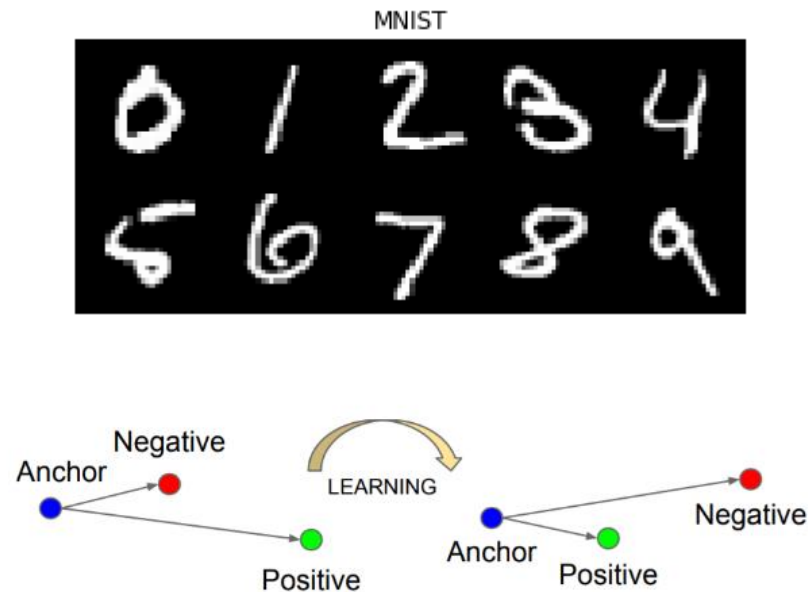 MNIST
0 1 2 3 4
5 6 7 8 9
Negative
Anchor
LEARNING
Positive
Negative
Anchor
Positive